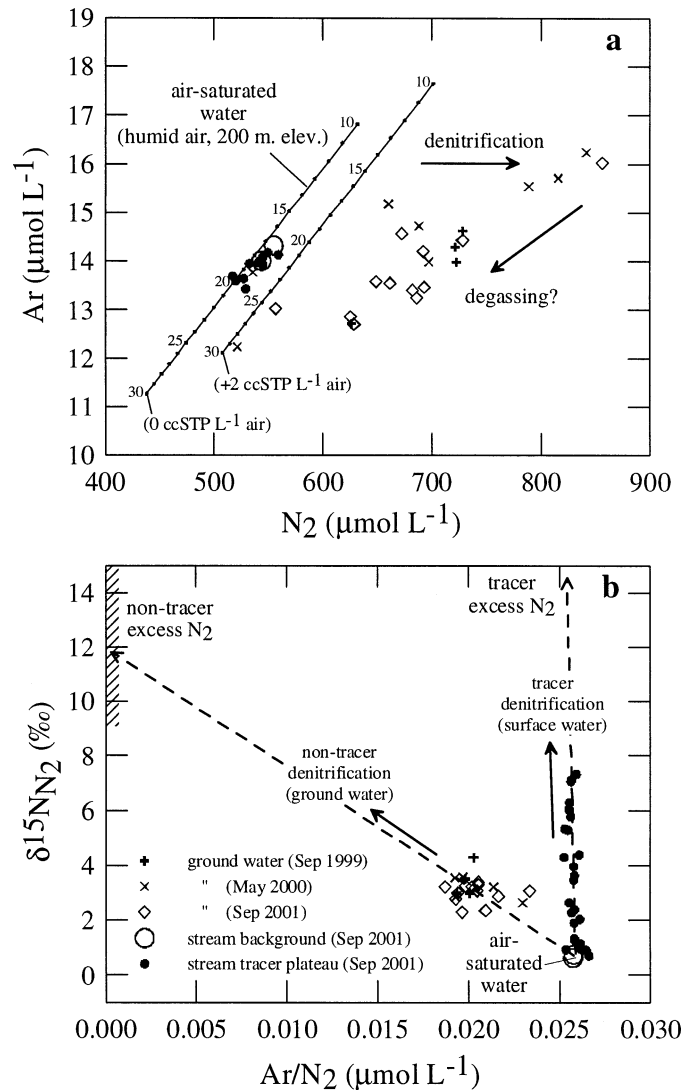 a
19
18
17
16
15
14
13
12
11
10
Ar (μmol L⁻¹)
air-saturated
water
(humid air, 200 m. elev.)
10
15
20
25
30
10
15
20
25
30
denitrification
degassing?
(+2 ccSTP L⁻¹ air)
(0 ccSTP L⁻¹ air)
400 500 600 700 800 900
N₂ (μmol L⁻¹)
b
14
12
10
8
6
4
2
0
δ¹⁵N N₂ (‰)
non-tracer
excess N₂
tracer
excess N₂
tracer
denitrification
(surface water)
non-tracer
denitrification
(ground water)
ground water (Sep 1999)
" (May 2000)
" (Sep 2001)
stream background (Sep 2001)
stream tracer plateau (Sep 2001)
air-
saturated
water
0.000 0.005 0.010 0.015 0.020 0.025 0.030
Ar/N₂ (μmol L⁻¹)